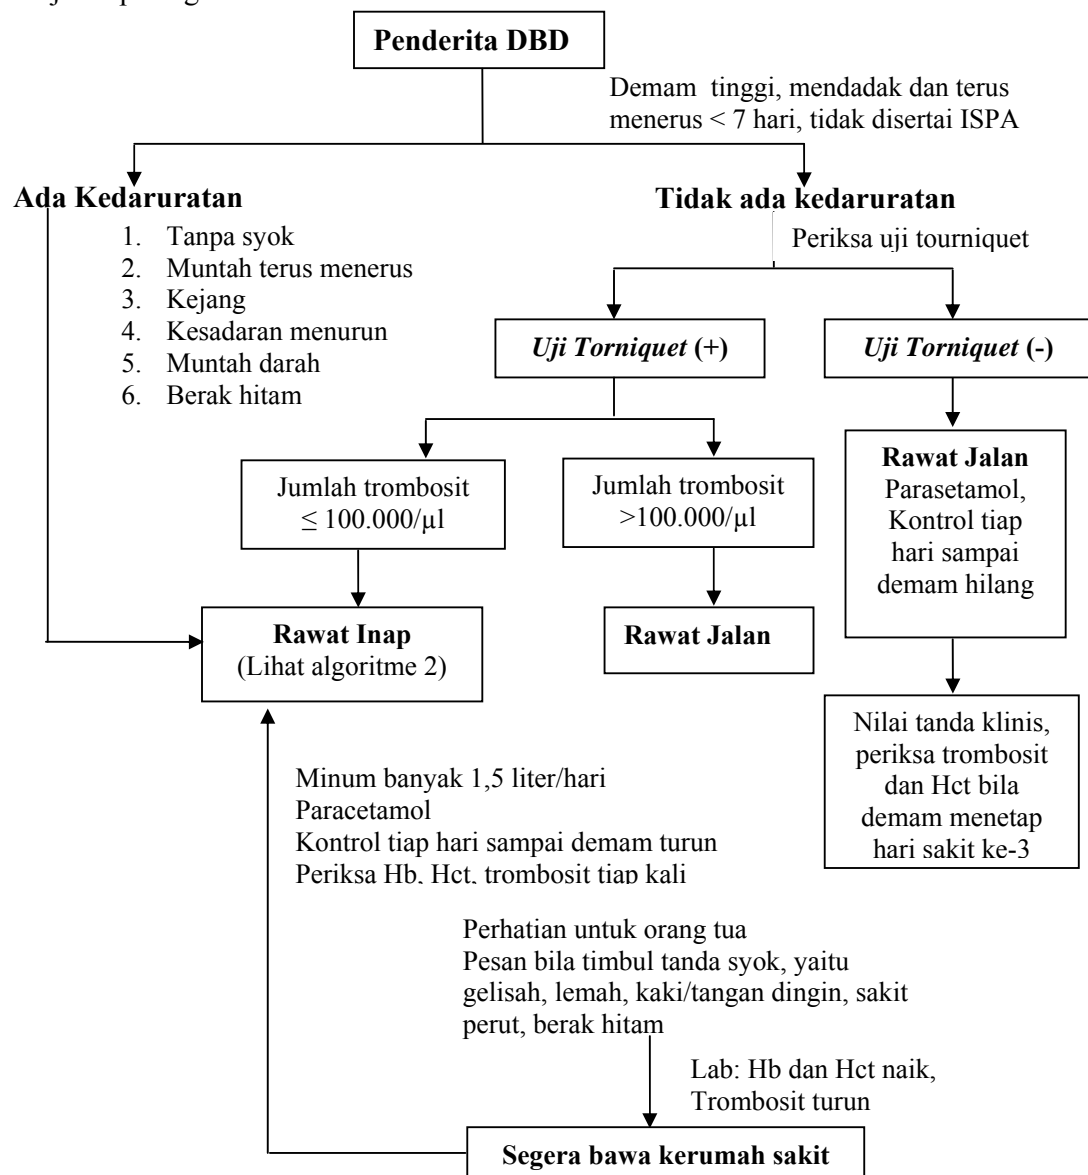 Penderita DBD
Demam tinggi, mendadak dan terus
menerus < 7 hari, tidak disertai ISPA
Ada Kedaruratan
1. Tanpa syok
2. Muntah terus menerus
3. Kejang
4. Kesadaran menurun
5. Muntah darah
6. Berak hitam
Tidak ada kedaruratan
Periksa uji tourniquet
Uji Torniquet (+)
Uji Torniquet (-)
Jumlah trombosit
≤ 100.000/µl
Jumlah trombosit
>100.000/µl
Rawat Jalan
Parasetamol,
Kontrol tiap
hari sampai
demam hilang
Rawat Inap
(Lihat algoritme 2)
Rawat Jalan
Nilai tanda klinis,
periksa trombosit
dan Hct bila
demam menetap
hari sakit ke-3
Minum banyak 1,5 liter/hari
Paracetamol
Kontrol tiap hari sampai demam turun
Periksa Hb, Hct, trombosit tiap kali
Perhatian untuk orang tua
Pesan bila timbul tanda syok, yaitu
gelisah, lemah, kaki/tangan dingin, sakit
perut, berak hitam
Lab: Hb dan Hct naik,
Trombosit turun
Segera bawa kerumah sakit